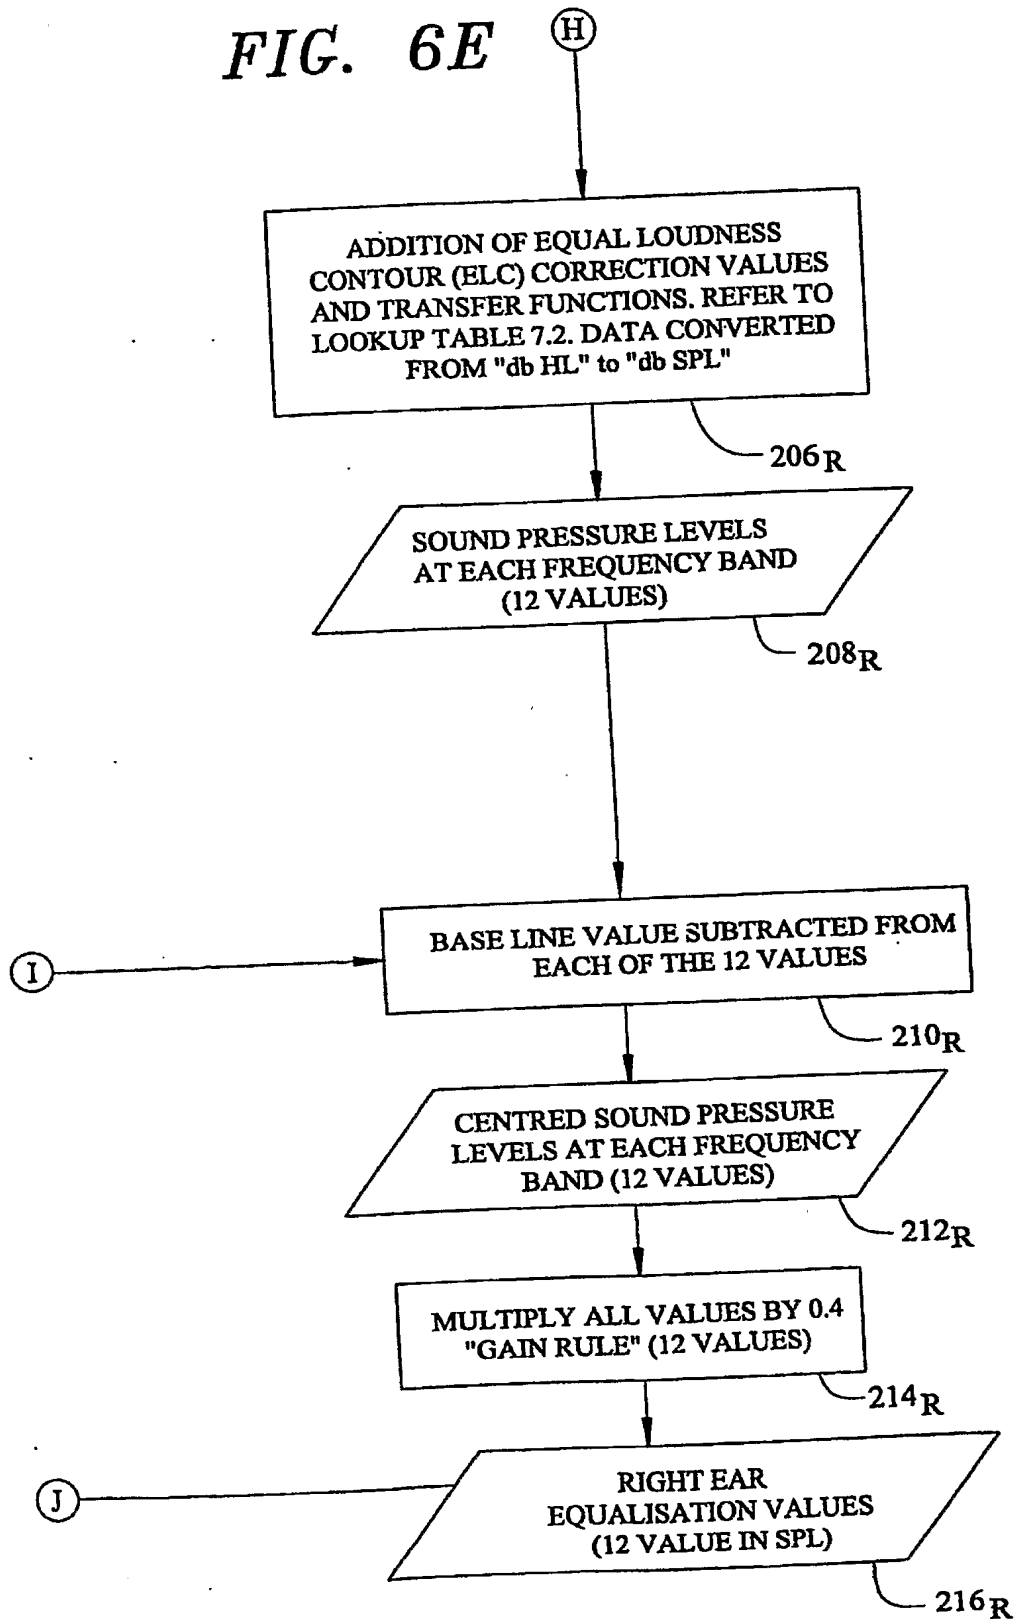 FIG. 6E
H
ADDITION OF EQUAL LOUDNESS
CONTOUR (ELC) CORRECTION VALUES
AND TRANSFER FUNCTIONS. REFER TO
LOOKUP TABLE 7.2. DATA CONVERTED
FROM "db HL" to "db SPL"
206R
SOUND PRESSURE LEVELS
AT EACH FREQUENCY BAND
(12 VALUES)
208R
BASE LINE VALUE SUBTRACTED FROM
EACH OF THE 12 VALUES
I
210R
CENTRED SOUND PRESSURE
LEVELS AT EACH FREQUENCY
BAND (12 VALUES)
212R
MULTIPLY ALL VALUES BY 0.4
"GAIN RULE" (12 VALUES)
214R
J
RIGHT EAR
EQUALISATION VALUES
(12 VALUE IN SPL)
216R